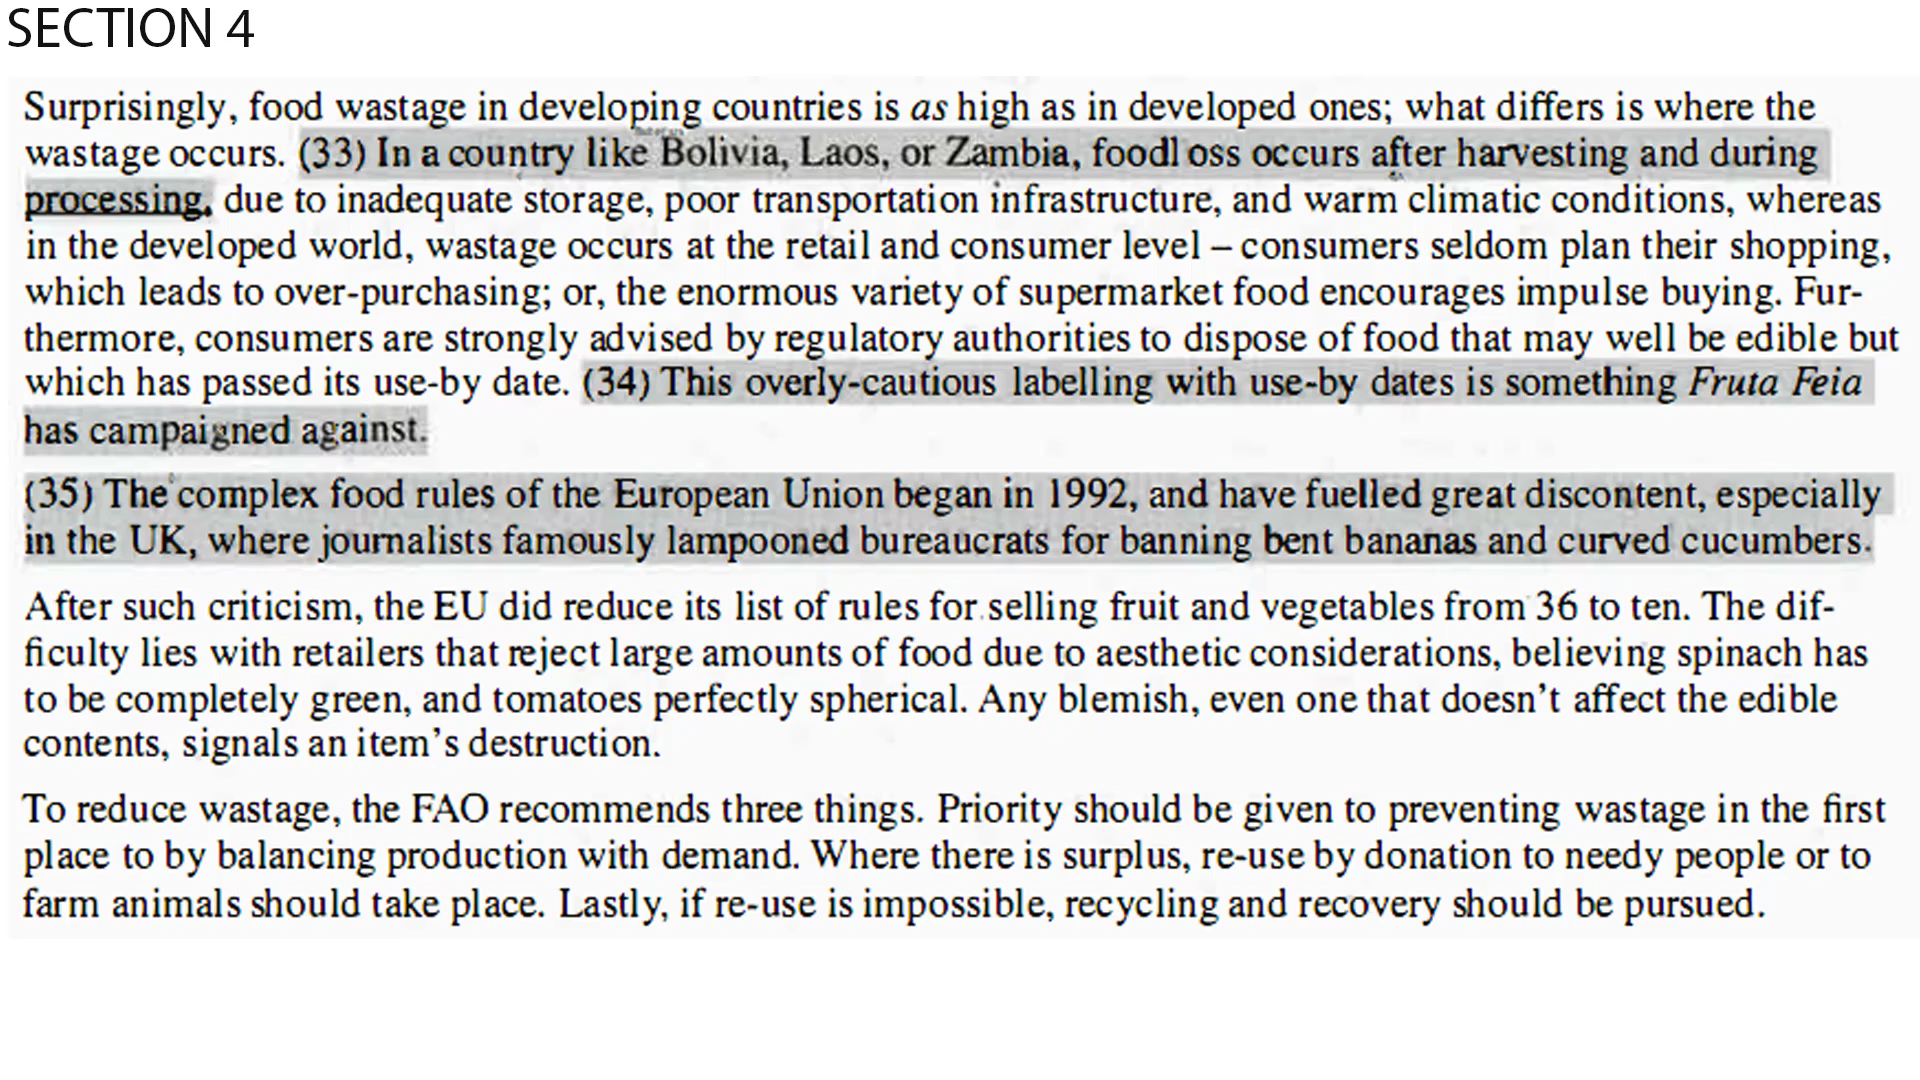 SECTION 4
Surprisingly, food wastage in developing countries is as high as in developed ones; what differs is where the
wastage occurs. (33) In a country like Bolivia, Laos, or Zambia, foodl oss occurs after harvesting and during
processing, due to inadequate storage, poor transportation infrastructure, and warm climatic conditions, whereas
in the developed world, wastage occurs at the retail and consumer level – consumers seldom plan their shopping,
which leads to over-purchasing; or, the enormous variety of supermarket food encourages impulse buying. Fur-
thermore, consumers are strongly advised by regulatory authorities to dispose of food that may well be edible but
which has passed its use-by date. (34) This overly-cautious labelling with use-by dates is something Fruta Feia
has campaigned against.
(35) The complex food rules of the European Union began in 1992, and have fuelled great discontent, especially
in the UK, where journalists famously lampooned bureaucrats for banning bent bananas and curved cucumbers.
After such criticism, the EU did reduce its list of rules for selling fruit and vegetables from 36 to ten. The dif-
ficulty lies with retailers that reject large amounts of food due to aesthetic considerations, believing spinach has
to be completely green, and tomatoes perfectly spherical. Any blemish, even one that doesn't affect the edible
contents, signals an item's destruction.
To reduce wastage, the FAO recommends three things. Priority should be given to preventing wastage in the first
place to by balancing production with demand. Where there is surplus, re-use by donation to needy people or to
farm animals should take place. Lastly, if re-use is impossible, recycling and recovery should be pursued.